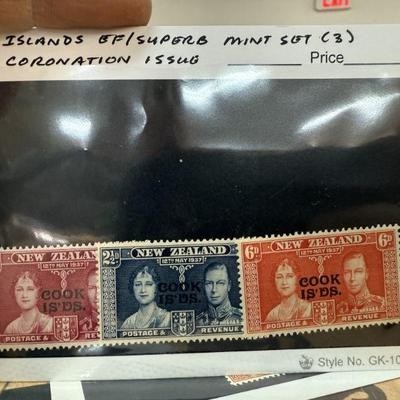 ISLANDS EF/SUPERB MINT SET (3)
CORONATION ISSUE Price
NEW ZEALAND
12TH MAY 1937
COOK
IS'DS.
POSTAGE &
2½D
NEW ZEALAND
12TH MAY 1937
COOK
IS'DS.
POSTAGE & REVENUE
6D NEW ZEALAND 6D
12TH MAY 1937
COOK
IS'DS.
POSTAGE & REVENUE
Style No. GK-10